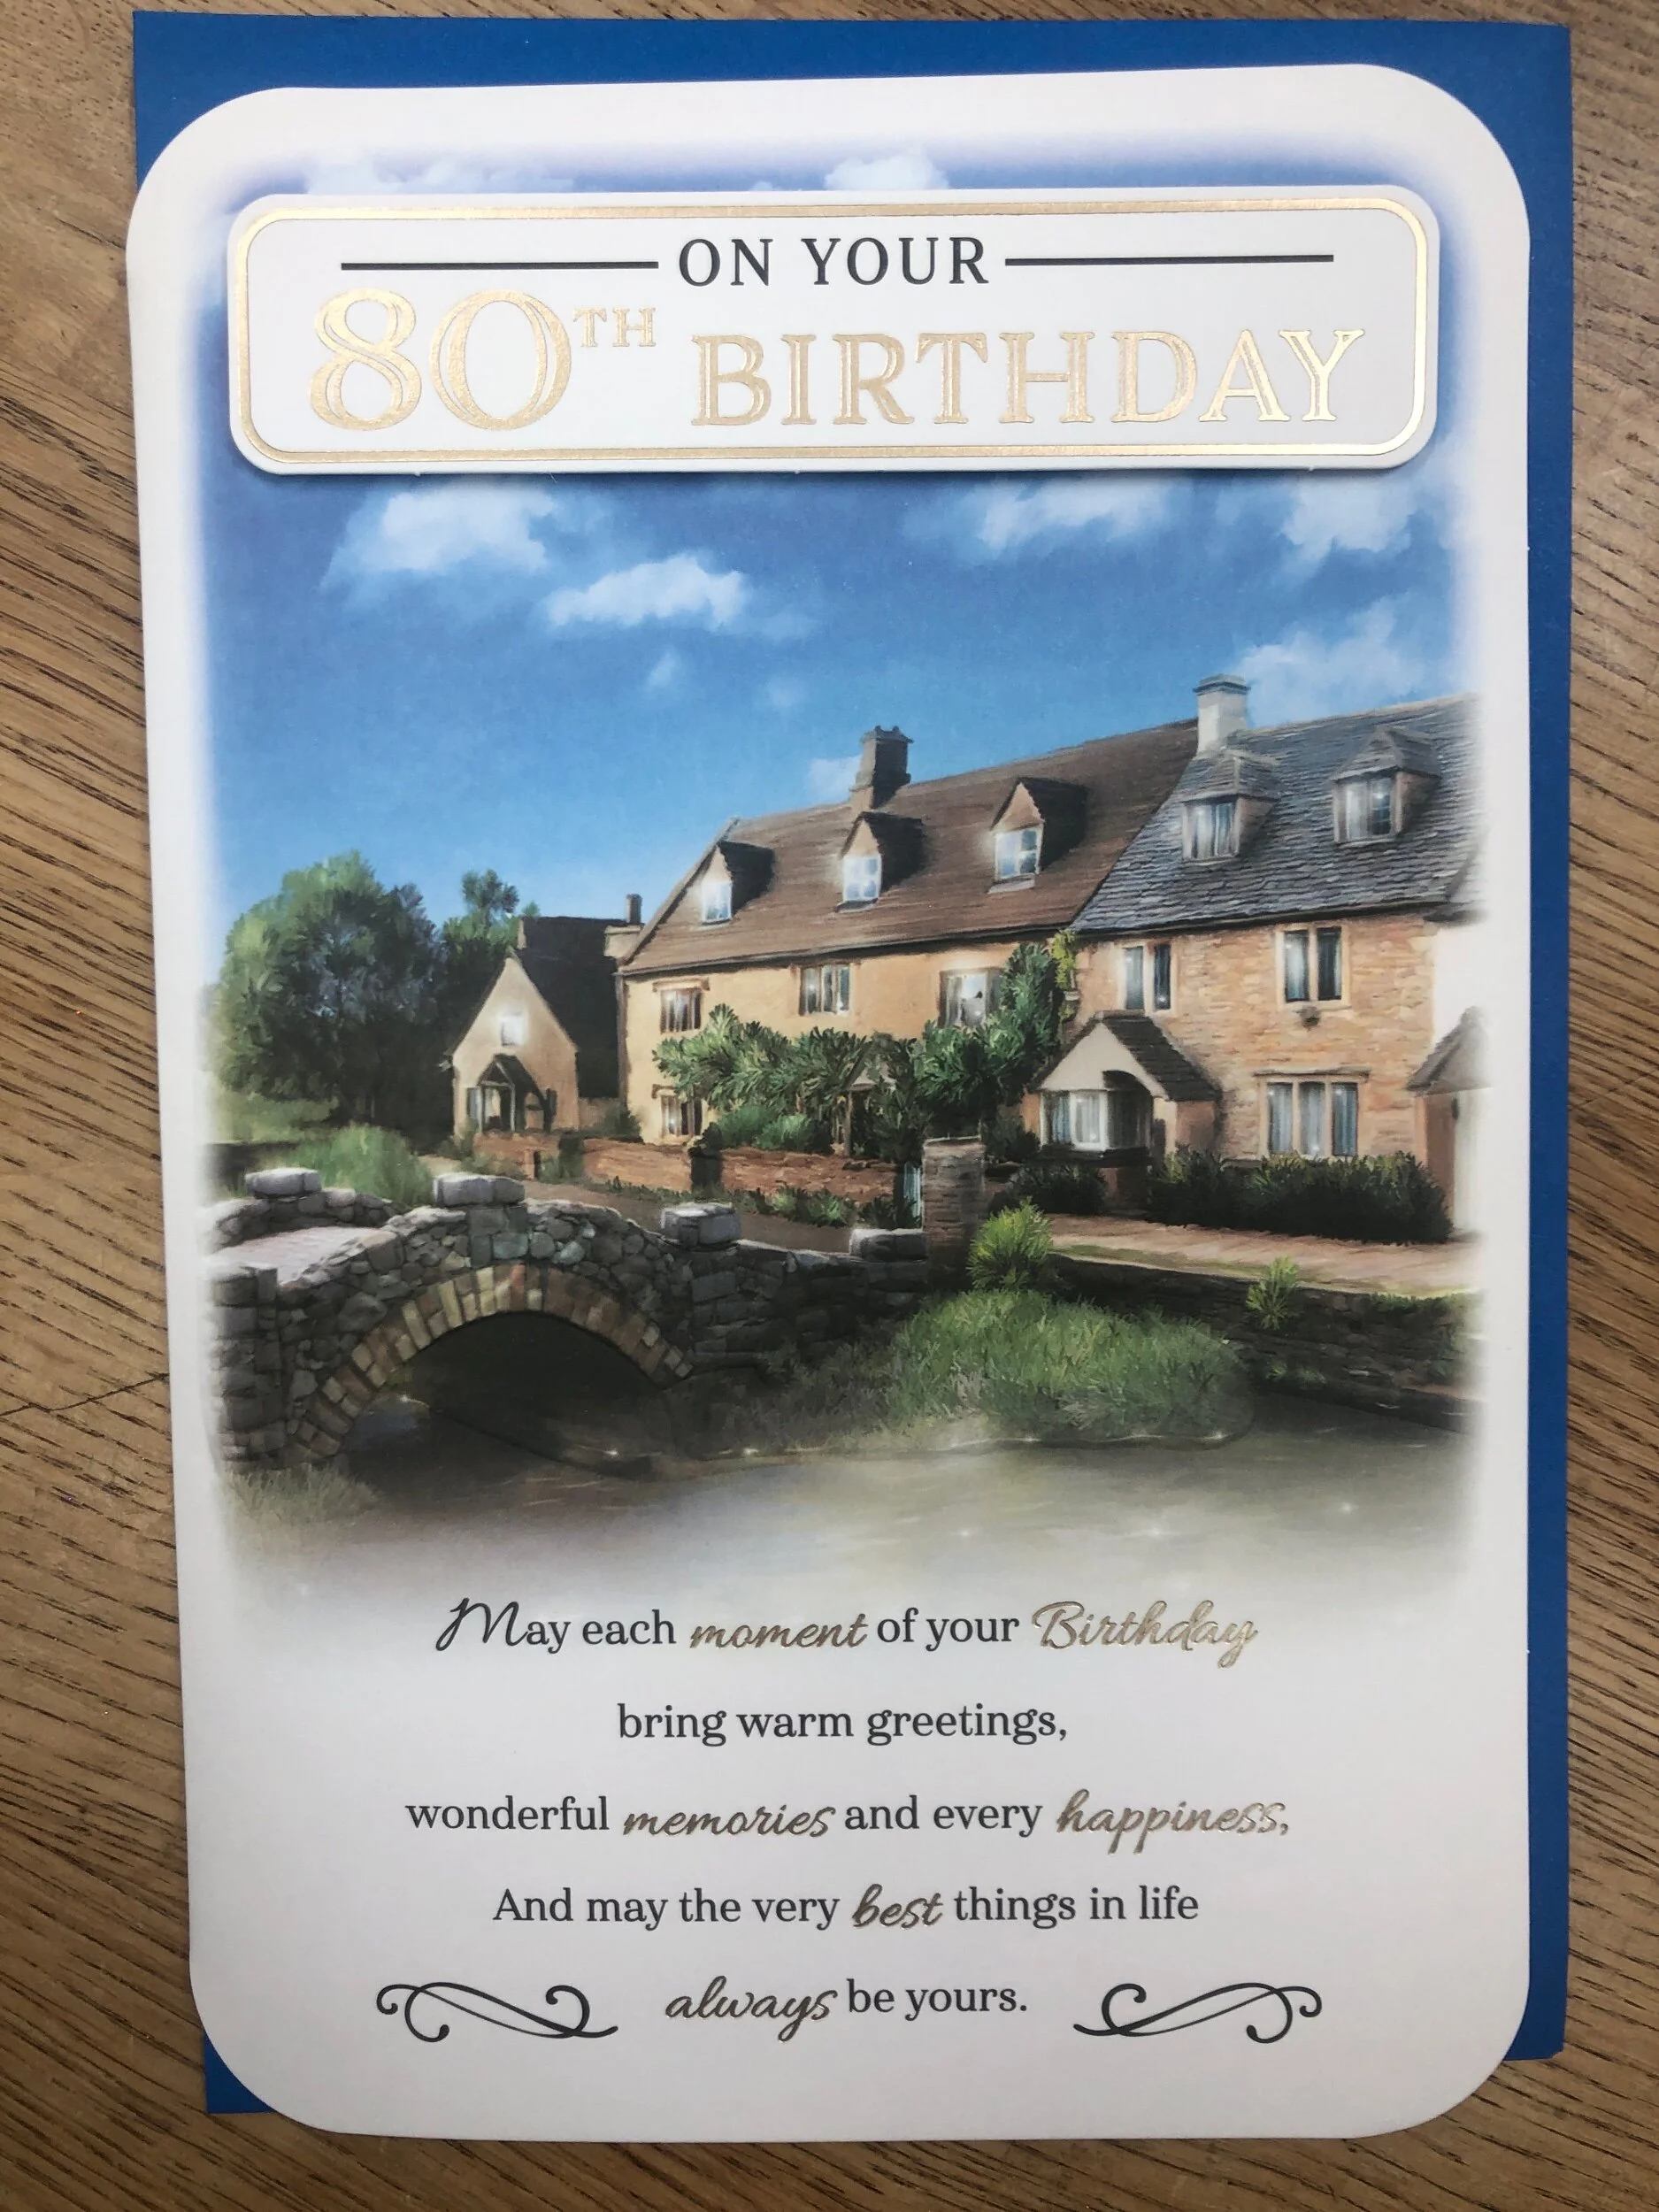 ON YOUR
80TH BIRTHDAY
May each moment of your Birthday
bring warm greetings,
wonderful memories and every happiness,
And may the very best things in life
always be yours.